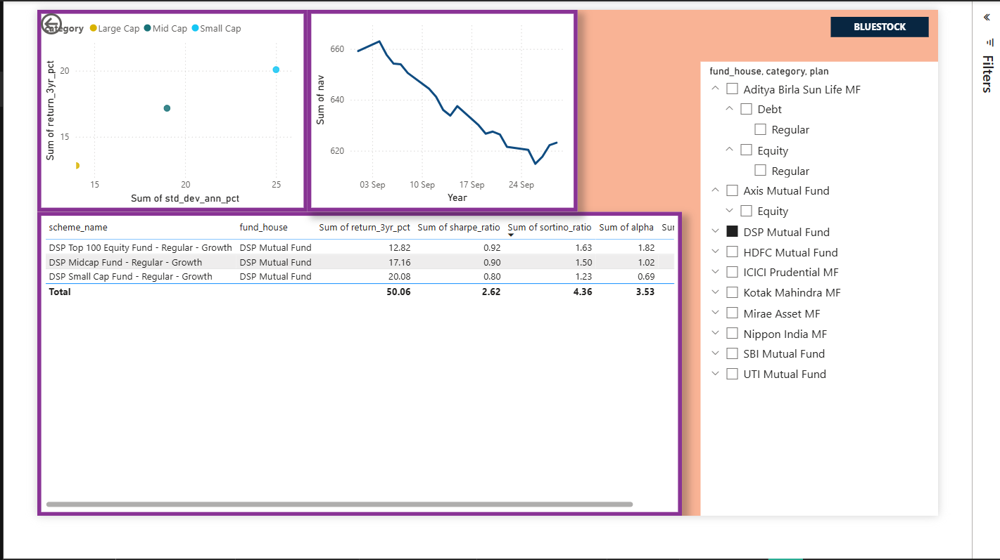 category Large Cap Mid Cap Small Cap
Sum of return_3yr_pct
20
15
15 20 25
Sum of std_dev_ann_pct
Sum of nav
660
640
620
03 Sep 10 Sep 17 Sep 24 Sep
Year
BLUESTOCK
Filters
fund_house, category, plan
Aditya Birla Sun Life MF
Debt
Regular
Equity
Regular
Axis Mutual Fund
Equity
DSP Mutual Fund
HDFC Mutual Fund
ICICI Prudential MF
Kotak Mahindra MF
Mirae Asset MF
Nippon India MF
SBI Mutual Fund
UTI Mutual Fund
scheme_name fund_house Sum of return_3yr_pct Sum of sharpe_ratio Sum of sortino_ratio Sum of alpha Sur
DSP Top 100 Equity Fund - Regular - Growth DSP Mutual Fund 12.82 0.92 1.63 1.82
DSP Midcap Fund - Regular - Growth DSP Mutual Fund 17.16 0.90 1.50 1.02
DSP Small Cap Fund - Regular - Growth DSP Mutual Fund 20.08 0.80 1.23 0.69
Total 50.06 2.62 4.36 3.53